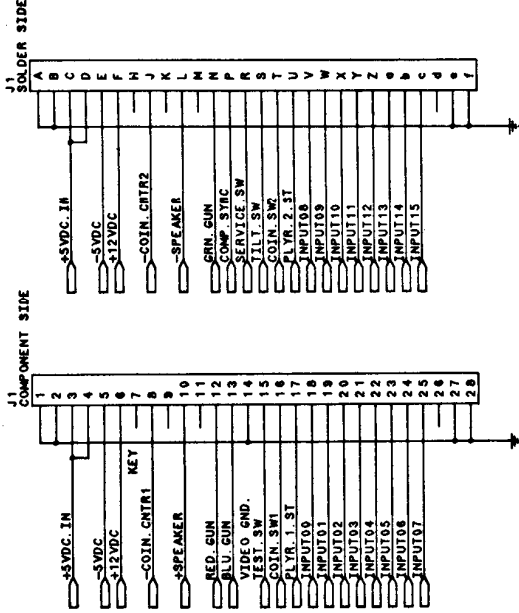 J1
SOLDER SIDE
A
B
C
D
E
F
H
J
K
L
M
N
P
R
S
T
U
V
W
X
Y
Z
a
b
c
d
e
f
+5VDC.IN
-5VDC
+12VDC
-COIN.CNTR2
-SPEAKER
GRN.GUN
COMP.SYNC
SERVICE.SW
TILT.SW
COIN.SW2
PLYR.2.ST
INPUT08
INPUT09
INPUT10
INPUT11
INPUT12
INPUT13
INPUT14
INPUT15
J1
COMPONENT SIDE
1
2
3
4
5
6
7
8
9
10
11
12
13
14
15
16
17
18
19
20
21
22
23
24
25
26
27
28
+5VDC.IN
-5VDC
+12VDC
KEY
-COIN.CNTR1
+SPEAKER
RED.GUN
BLU.GUN
VIDEO GND.
TEST.SW
COIN.SW1
PLYR.1.ST
INPUT00
INPUT01
INPUT02
INPUT03
INPUT04
INPUT05
INPUT06
INPUT07